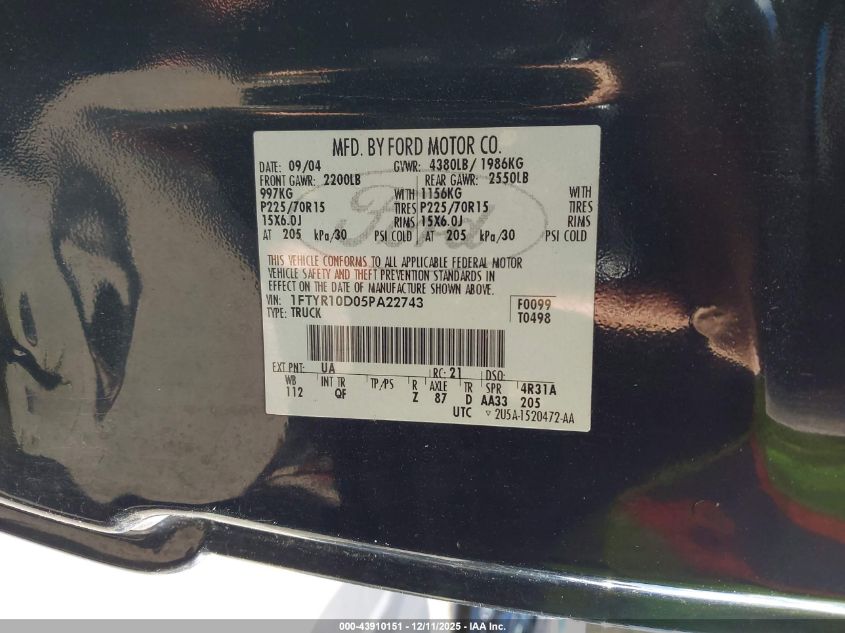 MFD. BY FORD MOTOR CO.
DATE: 09/04 GVWR: 4380LB/ 1986KG
FRONT GAWR: 2200LB REAR GAWR: 2550LB
997KG WITH 1156KG WITH
P225/70R15 TIRES P225/70R15 TIRES
15X6.0J RIMS 15X6.0J RIMS
AT 205 kPa/30 PSI COLD AT 205 kPa/30 PSI COLD
Ford
THIS VEHICLE CONFORMS TO ALL APPLICABLE FEDERAL MOTOR
VEHICLE SAFETY AND THEFT PREVENTION STANDARDS IN
EFFECT ON THE DATE OF MANUFACTURE SHOWN ABOVE.
VIN: 1FTYR10D05PA22743 F0099
TYPE: TRUCK T0498
EXT PNT: UA RC: 21 DSO:
WB INT TR TP/PS R AXLE TR SPR 4R31A
112 QF Z 87 D AA33 205
UTC ▽ 2U5A-1520472-AA
000-43910151 - 12/11/2025 - IAA Inc.